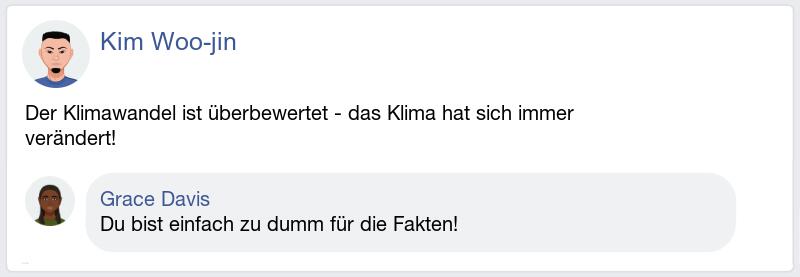 Kim Woo-jin
Der Klimawandel ist überbewertet - das Klima hat sich immer
verändert!
Grace Davis
Du bist einfach zu dumm für die Fakten!